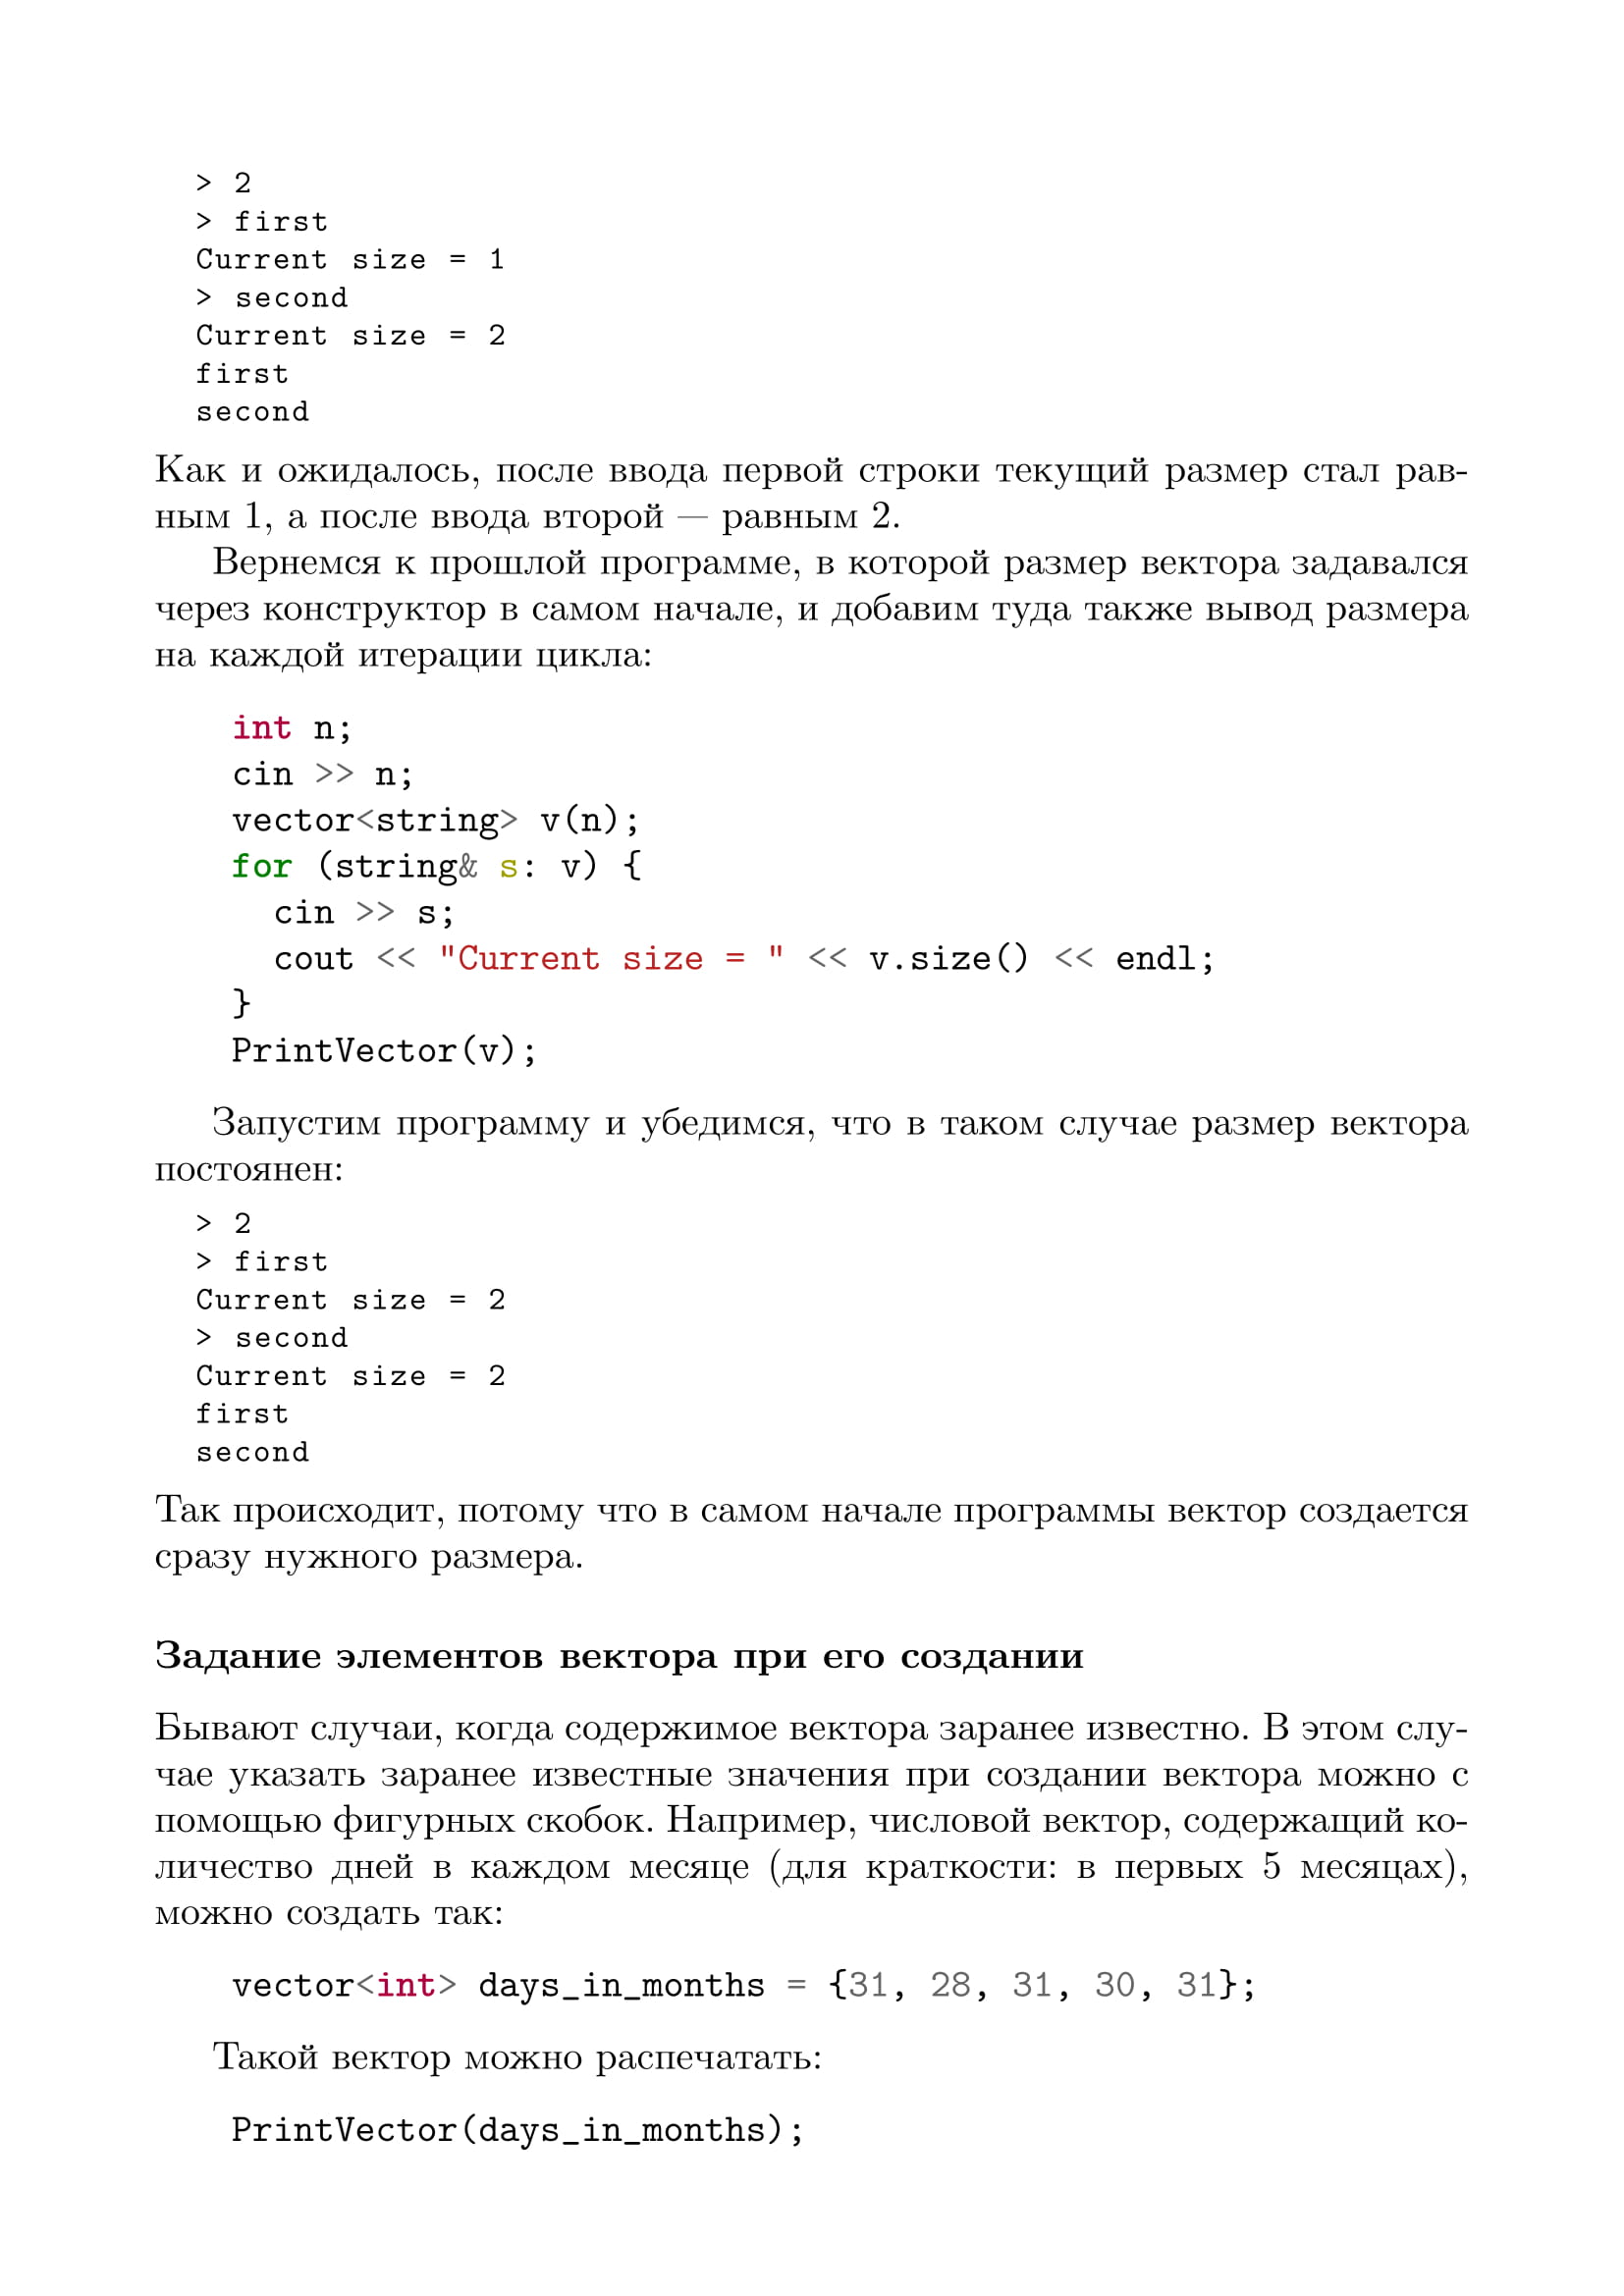 > 2
> first
Current size = 1
> second
Current size = 2
first
second
Как и ожидалось, после ввода первой строки текущий размер стал рав-
ным 1, а после ввода второй — равным 2.
Вернемся к прошлой программе, в которой размер вектора задавался
через конструктор в самом начале, и добавим туда также вывод размера
на каждой итерации цикла:
int n;
cin >> n;
vector<string> v(n);
for (string& s: v) {
  cin >> s;
  cout << "Current size = " << v.size() << endl;
}
PrintVector(v);
Запустим программу и убедимся, что в таком случае размер вектора
постоянен:
> 2
> first
Current size = 2
> second
Current size = 2
first
second
Так происходит, потому что в самом начале программы вектор создается
сразу нужного размера.
Задание элементов вектора при его создании
Бывают случаи, когда содержимое вектора заранее известно. В этом слу-
чае указать заранее известные значения при создании вектора можно с
помощью фигурных скобок. Например, числовой вектор, содержащий ко-
личество дней в каждом месяце (для краткости: в первых 5 месяцах),
можно создать так:
vector<int> days_in_months = {31, 28, 31, 30, 31};
Такой вектор можно распечатать:
PrintVector(days_in_months);